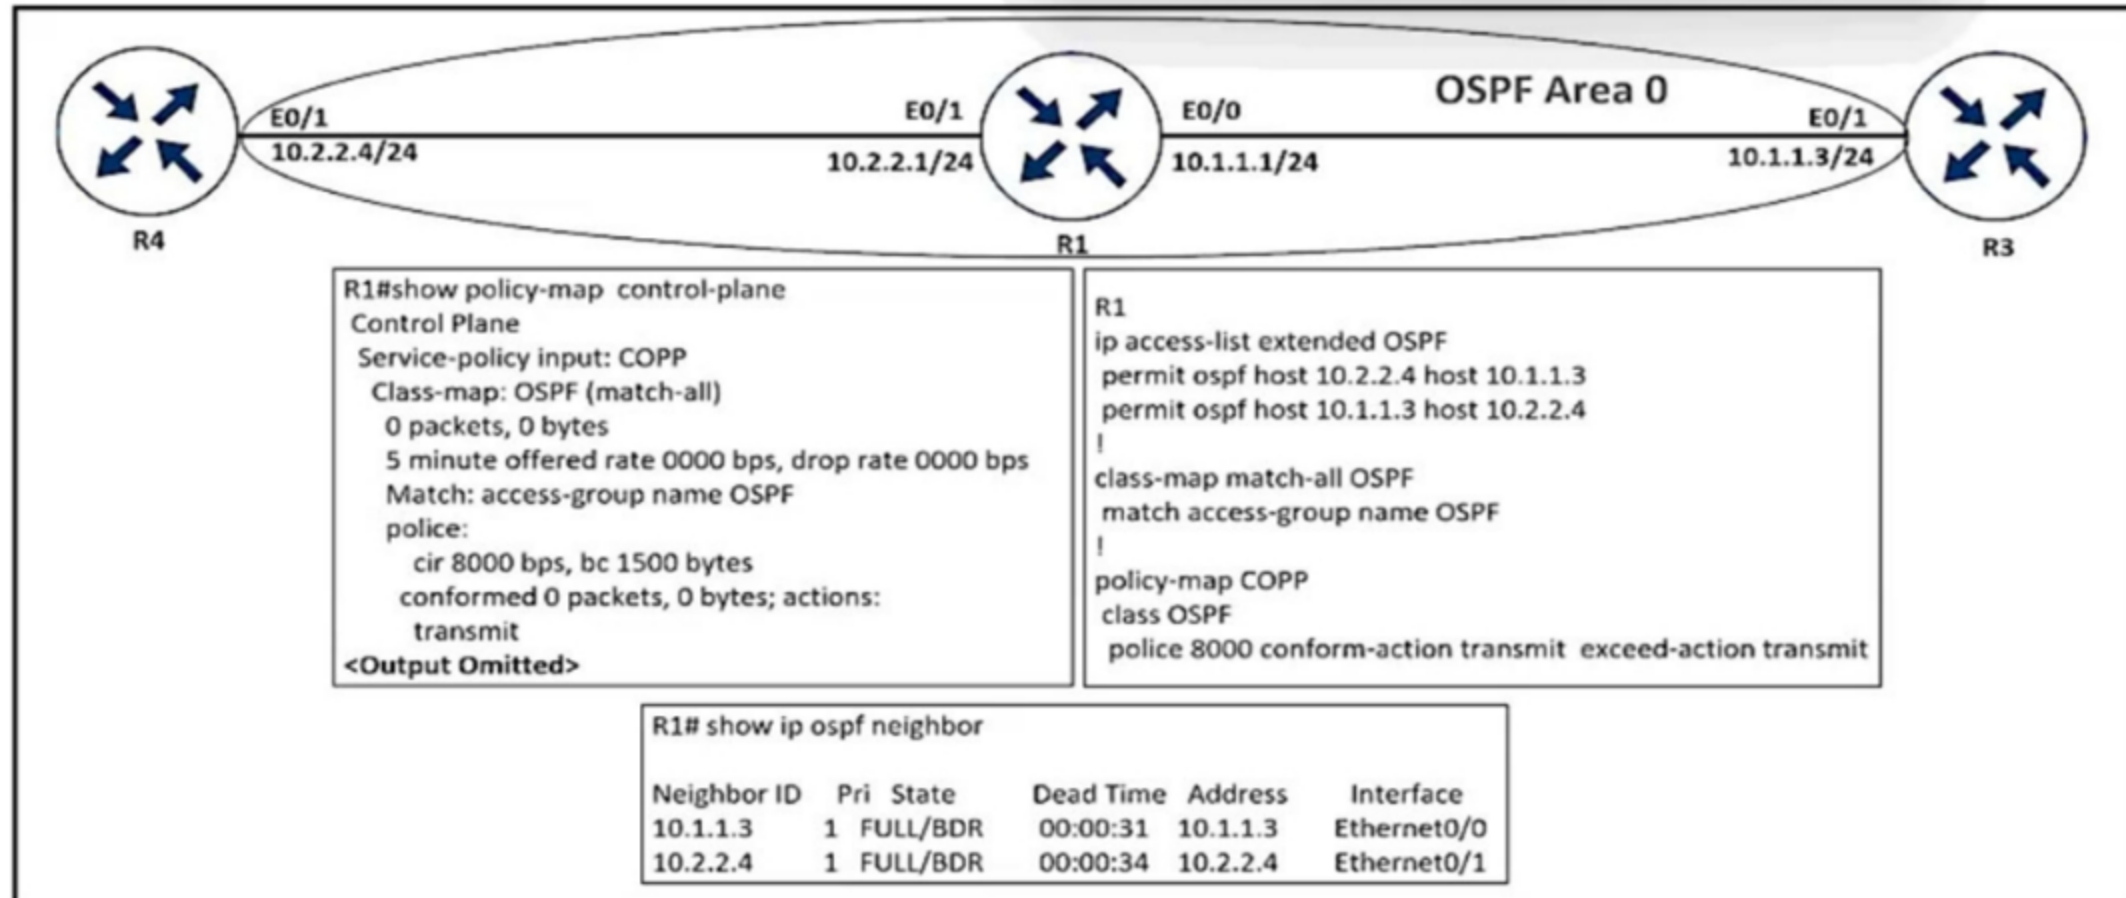 OSPF Area 0
E0/1
10.2.2.4/24
E0/1
10.2.2.1/24
E0/0
10.1.1.1/24
E0/1
10.1.1.3/24
R4
R1
R3
R1#show policy-map control-plane
Control Plane
Service-policy input: COPP
Class-map: OSPF (match-all)
0 packets, 0 bytes
5 minute offered rate 0000 bps, drop rate 0000 bps
Match: access-group name OSPF
police:
cir 8000 bps, bc 1500 bytes
conformed 0 packets, 0 bytes; actions:
transmit
<Output Omitted>
R1
ip access-list extended OSPF
permit ospf host 10.2.2.4 host 10.1.1.3
permit ospf host 10.1.1.3 host 10.2.2.4
!
class-map match-all OSPF
match access-group name OSPF
!
policy-map COPP
class OSPF
police 8000 conform-action transmit exceed-action transmit
R1# show ip ospf neighbor
Neighbor ID Pri State Dead Time Address Interface
10.1.1.3 1 FULL/BDR 00:00:31 10.1.1.3 Ethernet0/0
10.2.2.4 1 FULL/BDR 00:00:34 10.2.2.4 Ethernet0/1